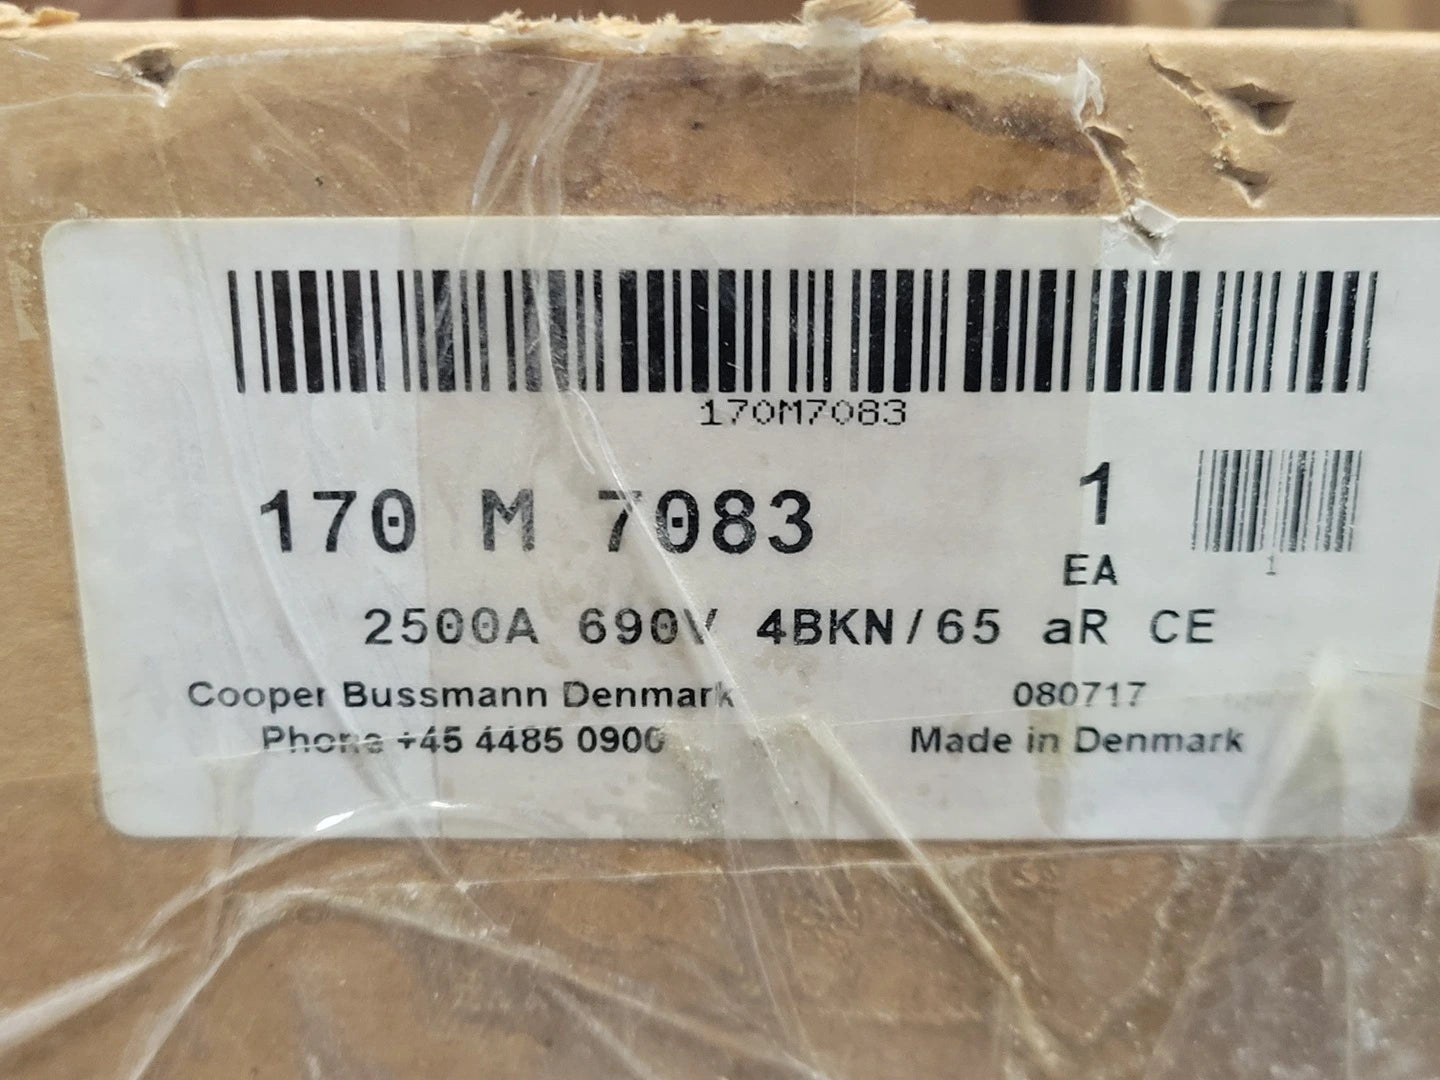 170M7083
170 M 7083
1
EA
1
2500A 690V 4BKN/65 aR CE
Cooper Bussmann Denmark
080717
Phone +45 4485 0900
Made in Denmark